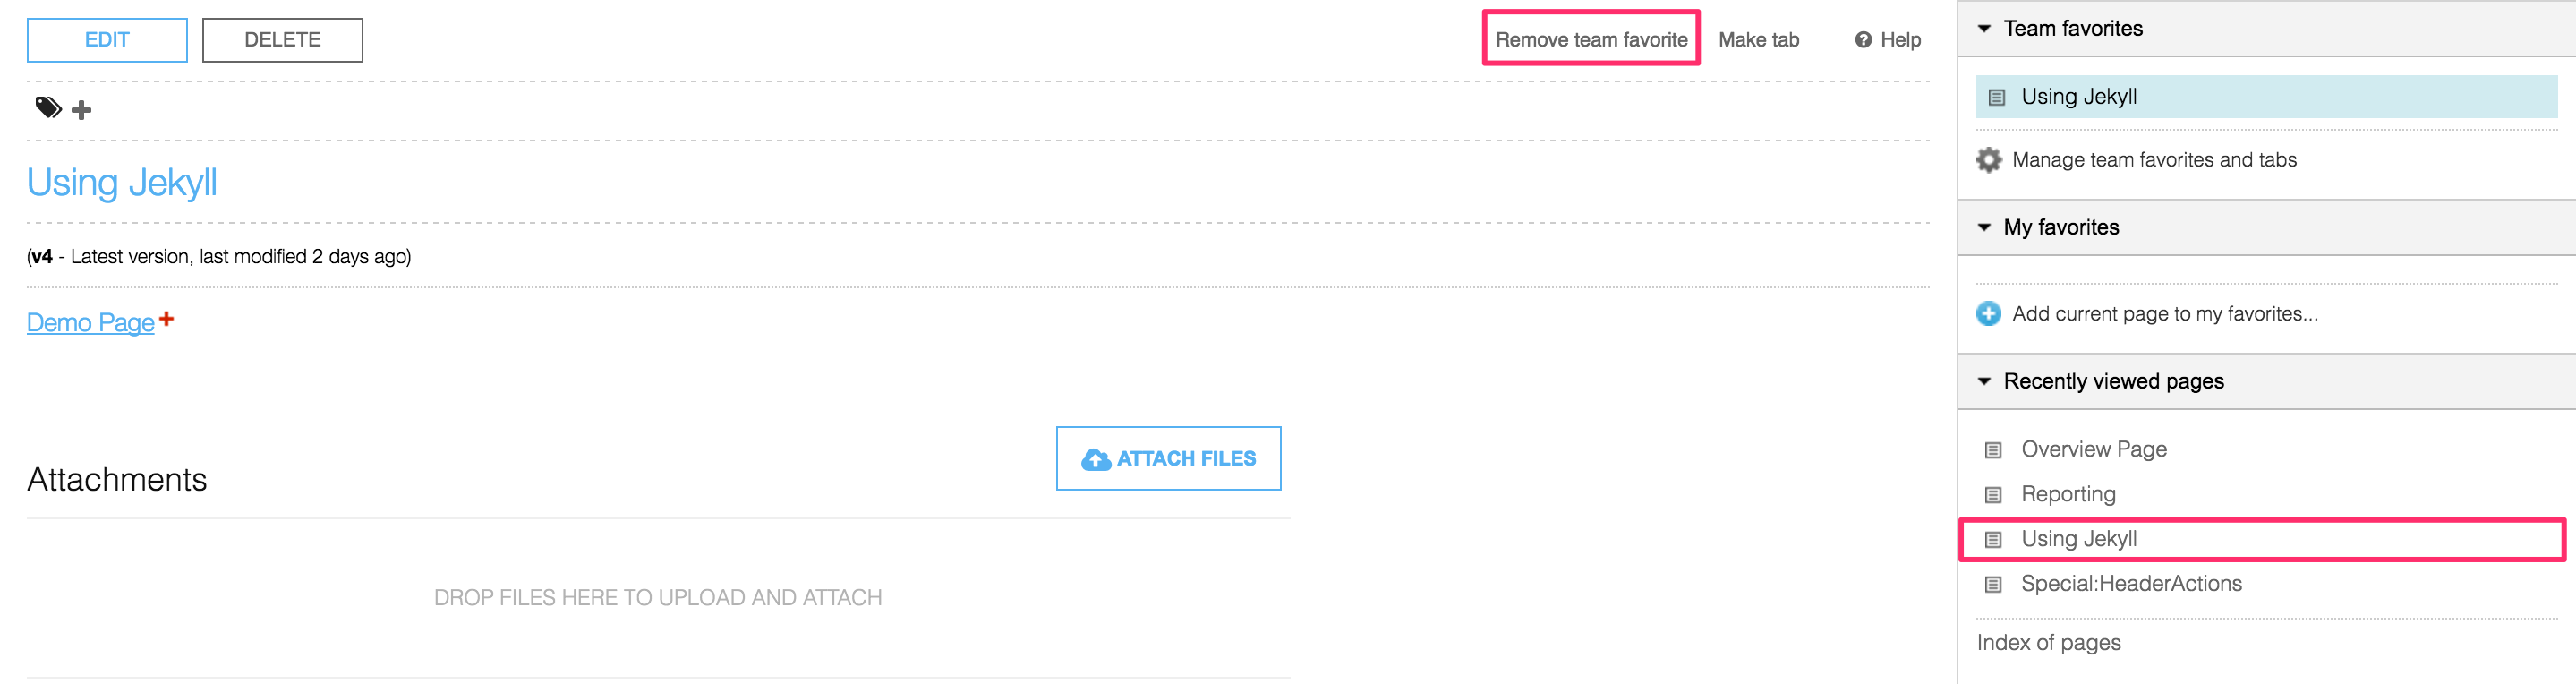 EDIT DELETE Remove team favorite Make tab Help
Using Jekyll
(v4 - Latest version, last modified 2 days ago)
Demo Page
Attachments
ATTACH FILES
DROP FILES HERE TO UPLOAD AND ATTACH
Team favorites
Using Jekyll
Manage team favorites and tabs
My favorites
Add current page to my favorites...
Recently viewed pages
Overview Page
Reporting
Using Jekyll
Special:HeaderActions
Index of pages